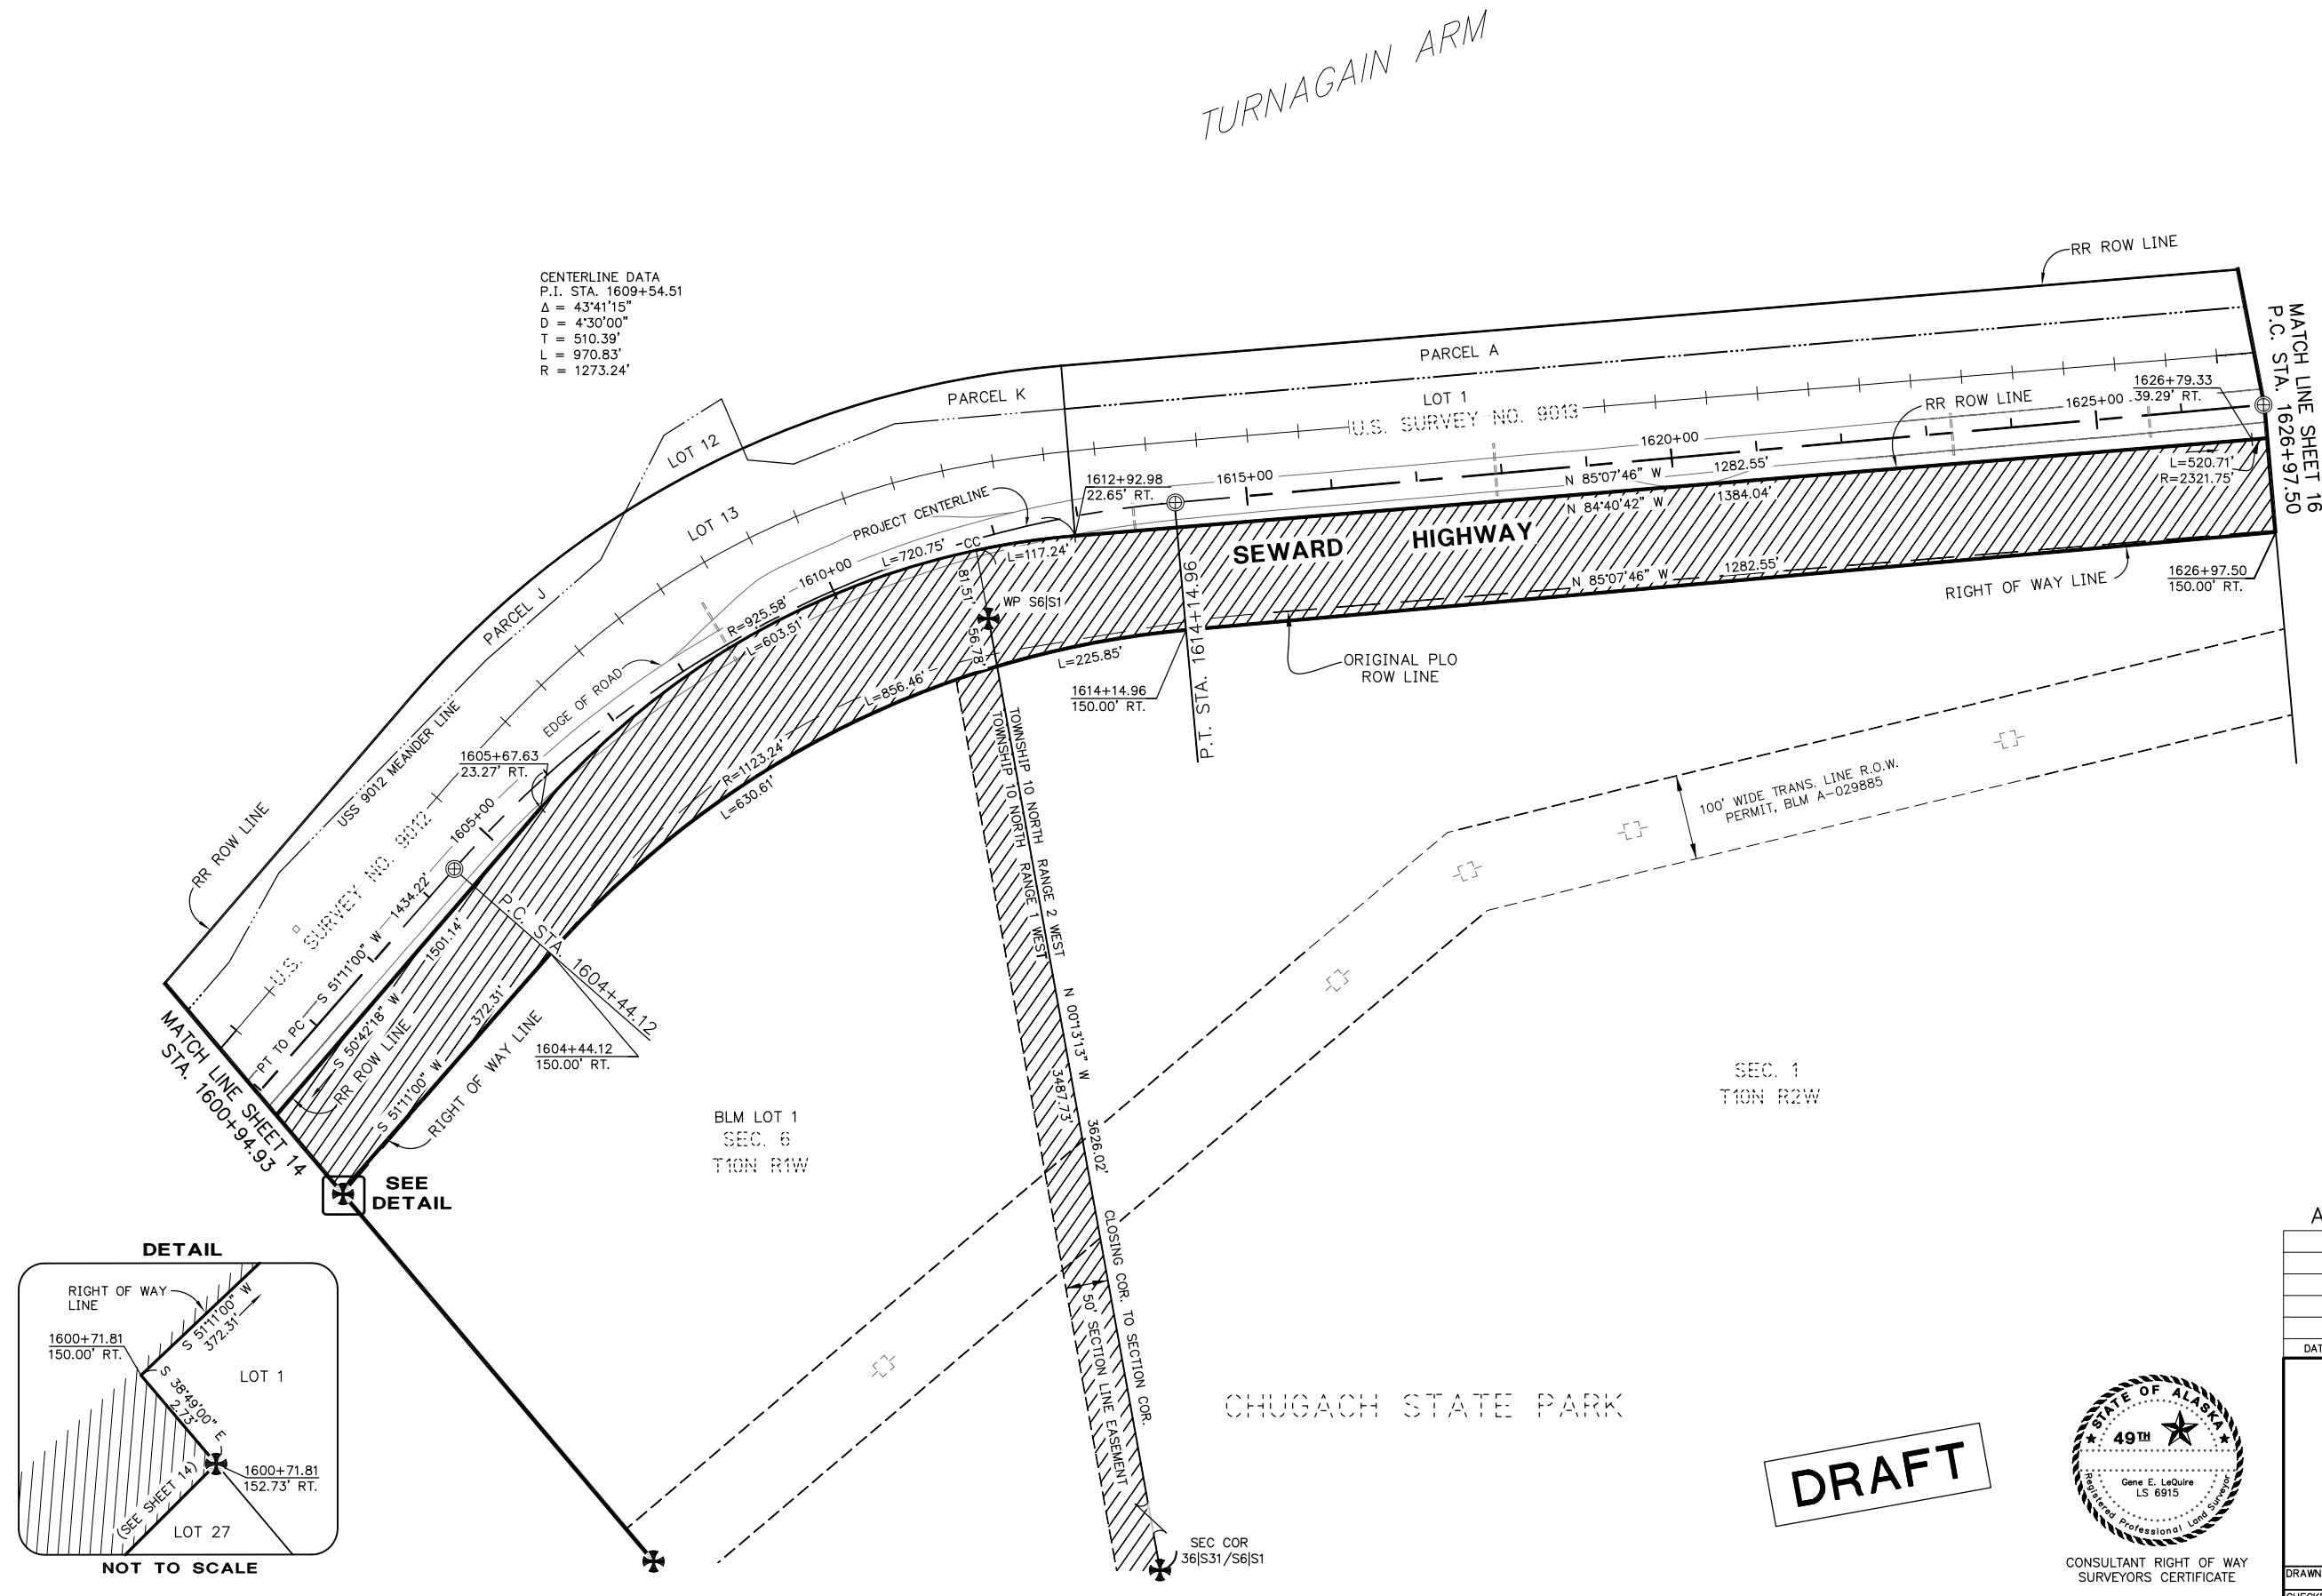 TURNAGAIN ARM
CENTERLINE DATA
P.I. STA. 1609+54.51
Δ = 43°41'15"
D = 4°30'00"
T = 510.39'
L = 970.83'
R = 1273.24'
RR ROW LINE
MATCH LINE SHEET 16
P.C. STA. 1626+97.50
PARCEL A
PARCEL K
LOT 1
U.S. SURVEY NO. 9013
RR ROW LINE
1625+00
1626+79.33
39.29' RT.
LOT 12
LOT 13
1620+00
1615+00
1612+92.98
22.65' RT.
N 85°07'46" W
1282.55'
N 84°40'42" W
1384.04'
L=520.71'
R=2321.75'
PROJECT CENTERLINE
SEWARD HIGHWAY
L=720.75'
CC
L=117.24'
1610+00
81.51'
WP S6|S1
56.78'
N 85°07'46" W
1282.55'
RIGHT OF WAY LINE
1626+97.50
150.00' RT.
PARCEL J
R=925.58'
L=603.51'
L=225.85'
ORIGINAL PLO
ROW LINE
1614+14.96
150.00' RT.
P.T. STA. 1614+14.96
L=856.46'
EDGE OF ROAD
USS 9012 MEANDER LINE
1605+67.63
23.27' RT.
R=1123.24'
L=630.61'
100' WIDE TRANS. LINE R.O.W.
PERMIT, BLM A-029885
RR ROW LINE
U.S. SURVEY NO. 9012
1605+00
1434.22'
PT TO PC
S 51°11'00" W
S 50°42'18" W
1501.14'
RR ROW LINE
S 51°11'00" W
372.31'
RIGHT OF WAY LINE
P.C. STA. 1604+44.12
1604+44.12
150.00' RT.
MATCH LINE SHEET 14
STA. 1600+94.93
TOWNSHIP 10 NORTH RANGE 2 WEST
TOWNSHIP 10 NORTH RANGE 1 WEST
N 00°13'13" W
3487.73'
3626.02'
CLOSING COR. TO SECTION COR.
50' SECTION LINE EASEMENT
BLM LOT 1
SEC. 6
T10N R1W
SEC. 1
T10N R2W
SEE
DETAIL
DETAIL
RIGHT OF WAY
LINE
S 51°11'00" W
372.31'
1600+71.81
150.00' RT.
S 38°49'00" E
2.73'
LOT 1
1600+71.81
152.73' RT.
(SEE SHEET 14)
LOT 27
NOT TO SCALE
CHUGACH STATE PARK
SEC COR
36|S31/S6|S1
DRAFT
STATE OF ALASKA
49TH
Gene E. LeQuire
LS 6915
Registered Professional Land Surveyor
CONSULTANT RIGHT OF WAY
SURVEYORS CERTIFICATE
A
DAT
DRAWN